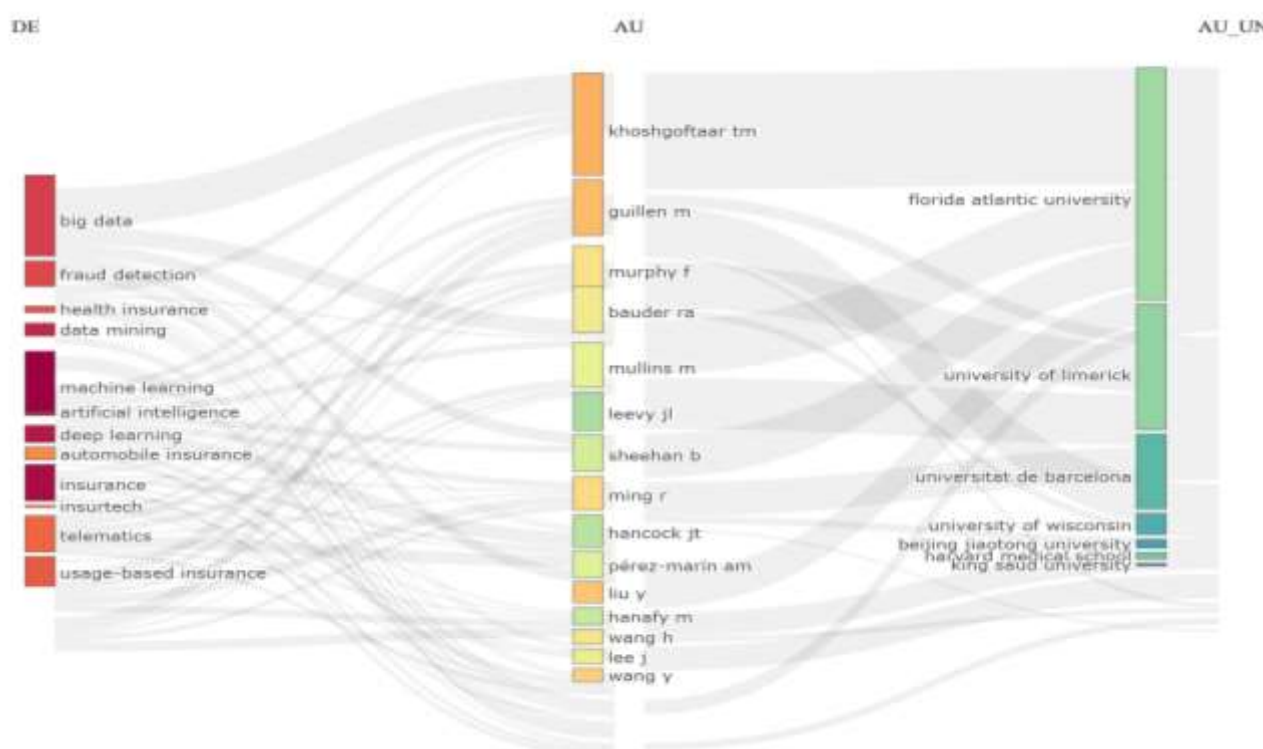 DE
AU
AU_UN
big data
fraud detection
health insurance
data mining
machine learning
artificial intelligence
deep learning
automobile insurance
insurance
insurtech
telematics
usage-based insurance
khoshgoftaar tm
guillen m
murphy f
bauder ra
mullins m
leevy jl
sheehan b
ming r
hancock jt
pérez-marín am
liu y
hanafy m
wang h
lee j
wang y
florida atlantic university
university of limerick
universitat de barcelona
university of wisconsin
beijing jiaotong university
harvard medical school
king saud university